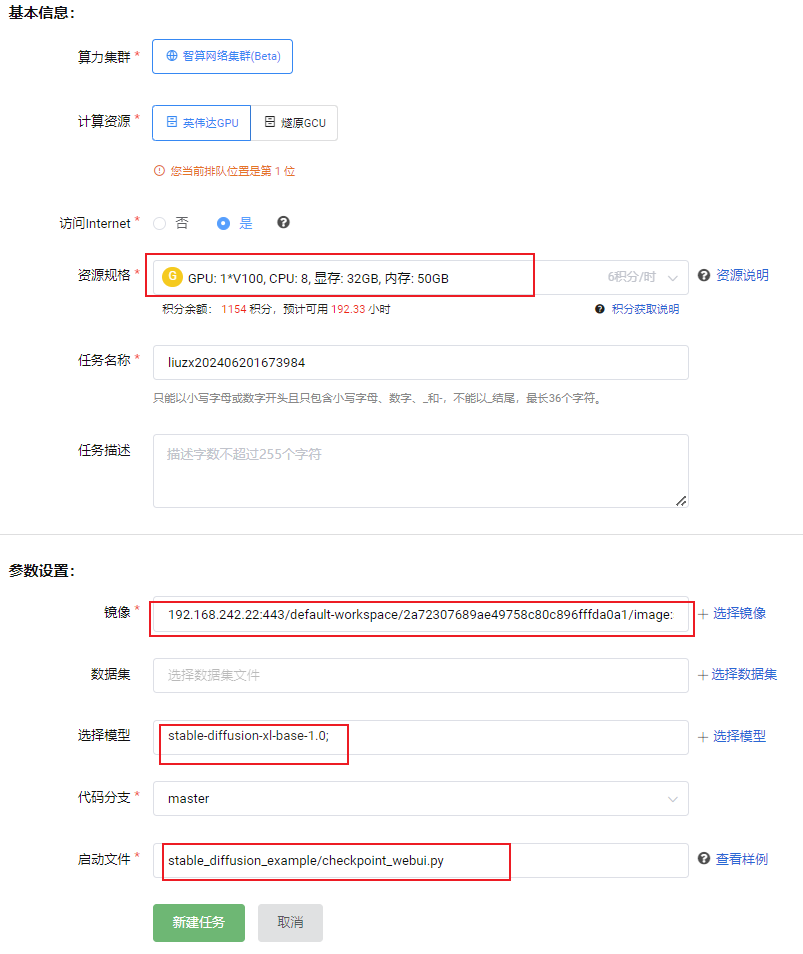 基本信息：
算力集群 * 智算网络集群(Beta)
计算资源 * 英伟达GPU 燧原GCU
您当前排队位置是第 1 位
访问Internet * 否 是
资源规格 * G GPU: 1*V100, CPU: 8, 显存: 32GB, 内存: 50GB 6积分/时 资源说明
积分余额： 1154 积分，预计可用 192.33 小时 积分获取说明
任务名称 * liuzx202406201673984
只能以小写字母或数字开头且只包含小写字母、数字、_和-，不能以_结尾，最长36个字符。
任务描述 描述字数不超过255个字符
参数设置：
镜像 * 192.168.242.22:443/default-workspace/2a72307689ae49758c80c896fffda0a1/image: 选择镜像
数据集 选择数据集文件 选择数据集
选择模型 stable-diffusion-xl-base-1.0; 选择模型
代码分支 * master
启动文件 * stable_diffusion_example/checkpoint_webui.py 查看样例
新建任务 取消